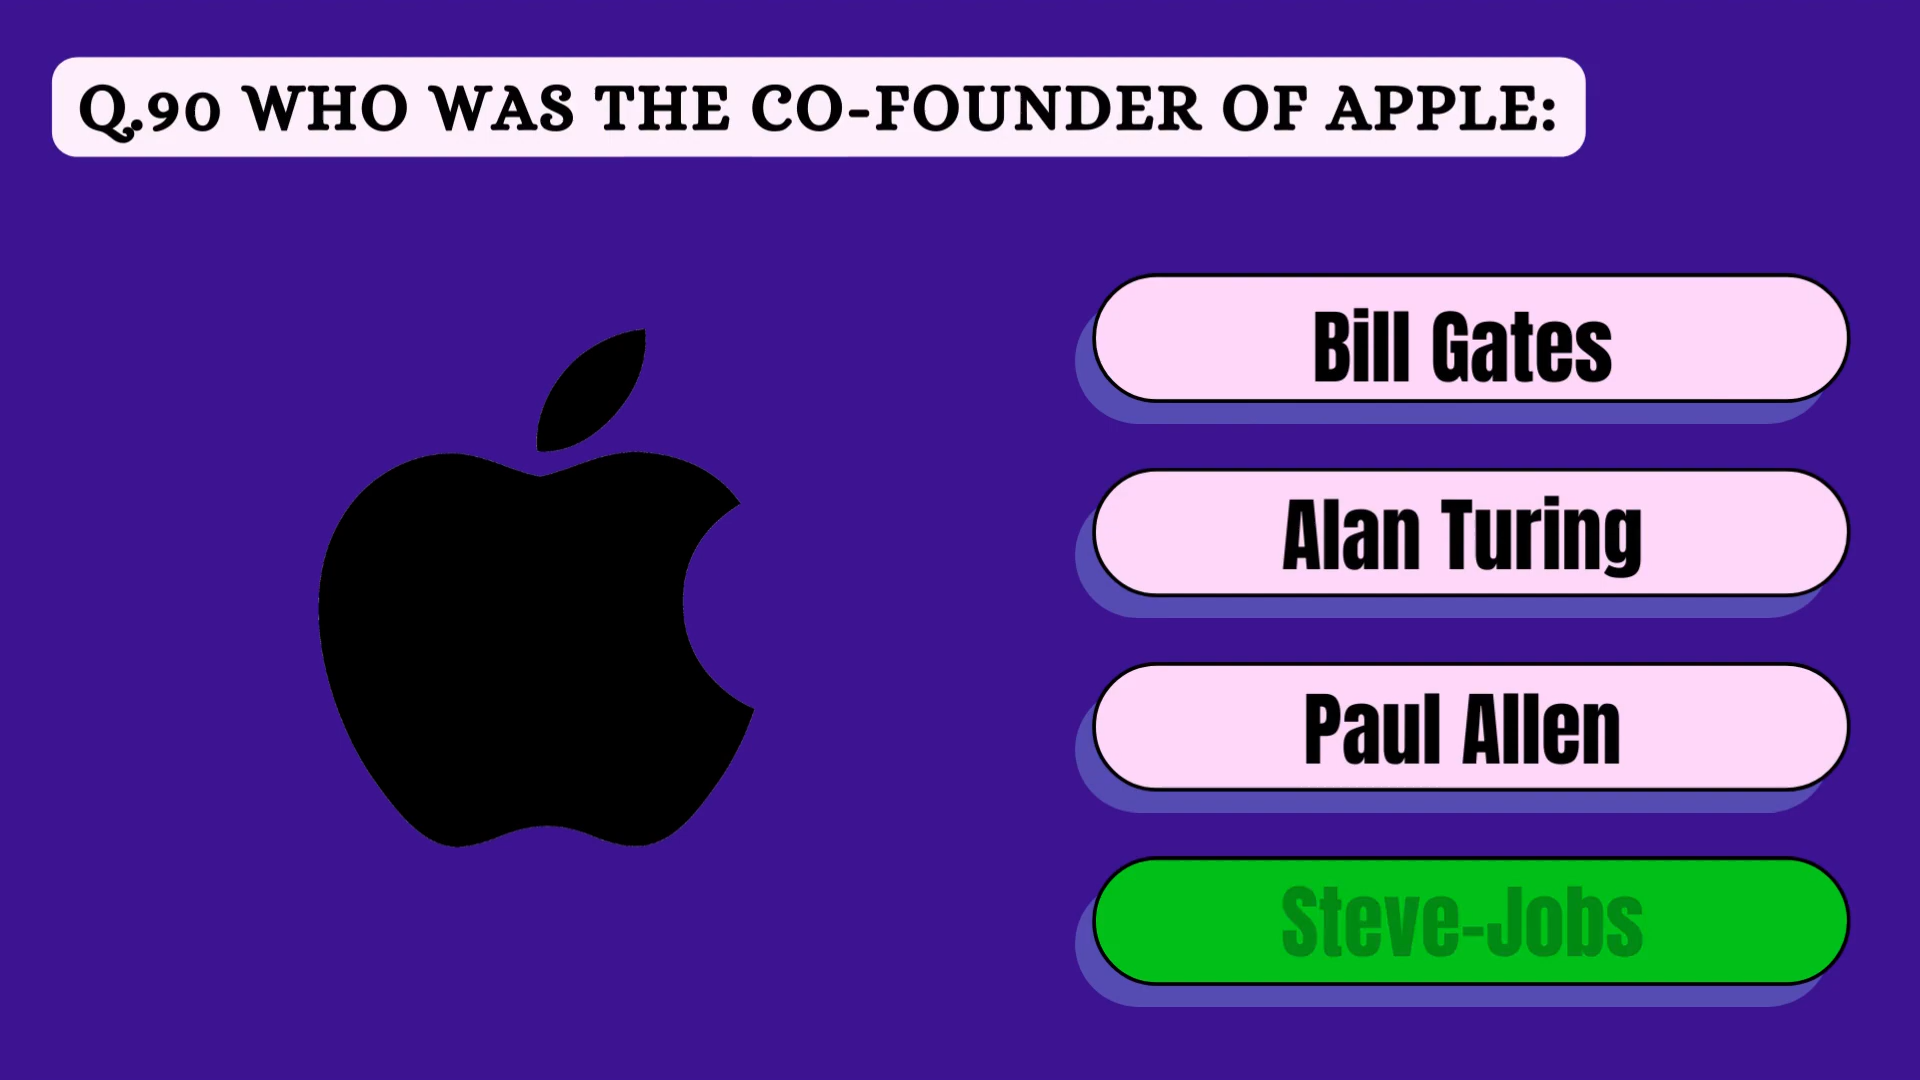 Q.90 WHO WAS THE CO-FOUNDER OF APPLE:
Bill Gates
Alan Turing
Paul Allen
Steve-Jobs